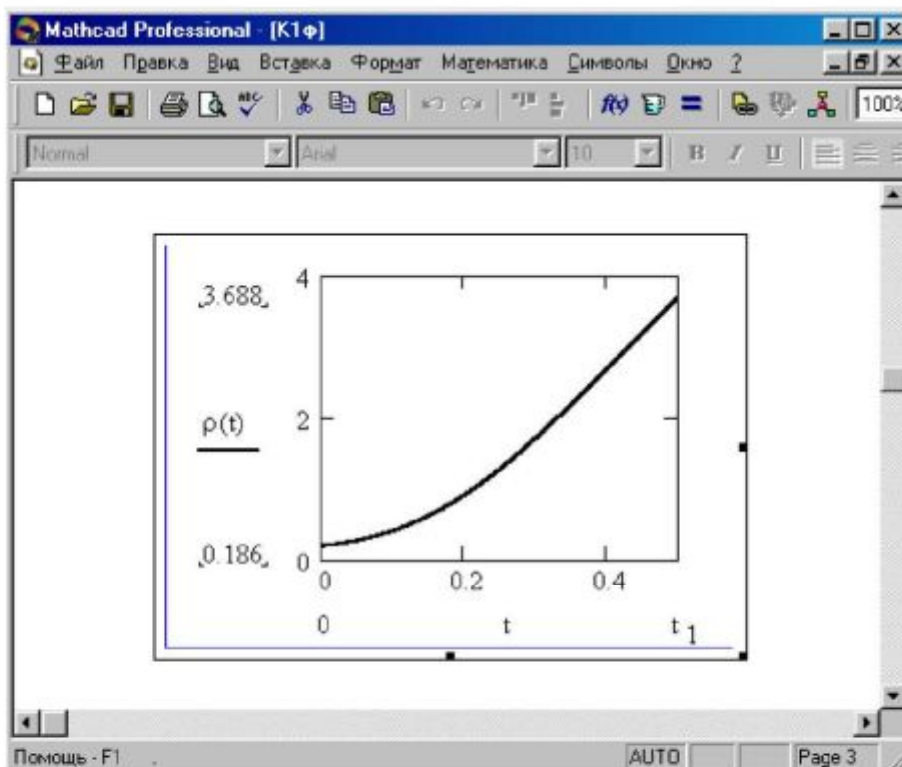 Mathcad Professional - [К1ф]
Файл Правка Вид Вставка Формат Математика Символы Окно ?
f(x) 100%
Normal Arial 10 B I U
4
3.688
ρ(t) 2
0.186 0
0 0.2 0.4
0 t t 1
Помощь - F1 AUTO Page 3